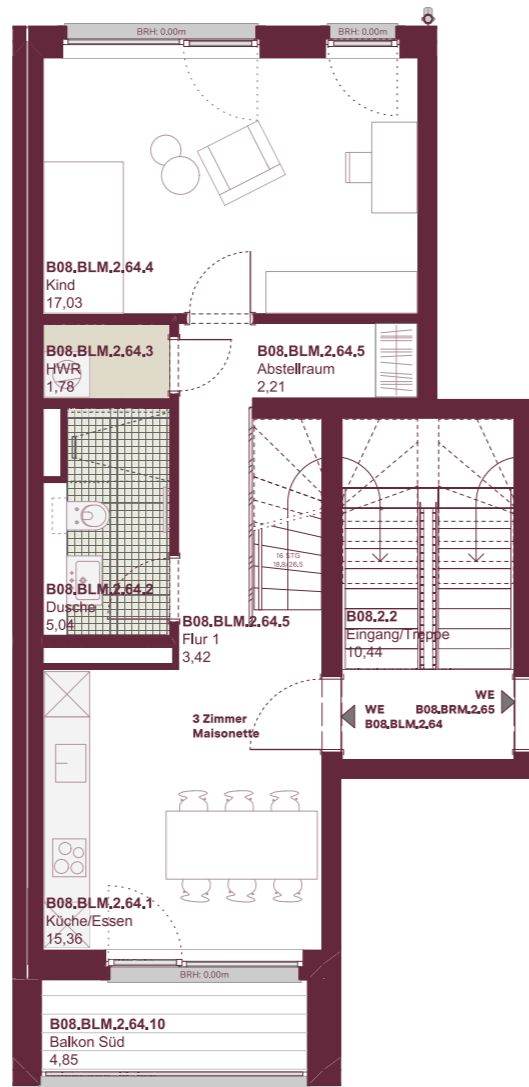 BRH: 0,00m
BRH: 0,00m
B08.BLM.2.64.4
Kind
17,03
B08.BLM.2.64.3
HWR
1,78
B08.BLM.2.64.5
Abstellraum
2,21
16 STG
18,8/26,5
B08.BLM.2.64.2
Dusche
5,04
B08.BLM.2.64.5
Flur 1
3,42
B08.2.2
Eingang/Treppe
10,44
3 Zimmer
Maisonette
WE
B08.BLM.2.64
WE
B08.BRM.2.65
B08.BLM.2.64.1
Küche/Essen
15,36
BRH: 0,00m
B08.BLM.2.64.10
Balkon Süd
4,85